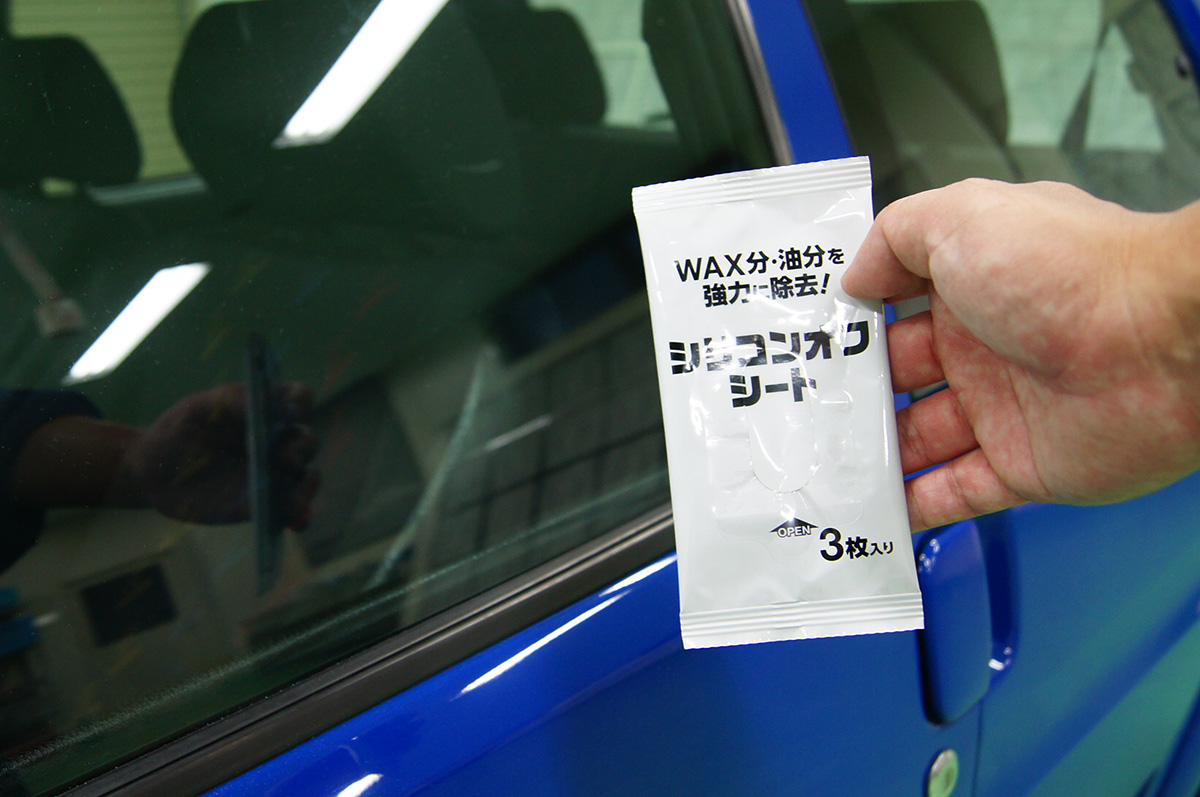 WAX分・油分を
強力に除去!
シリコンオフ
シート
OPEN
3枚入り